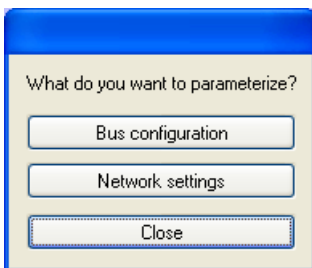 What do you want to parameterize?
Bus configuration
Network settings
Close